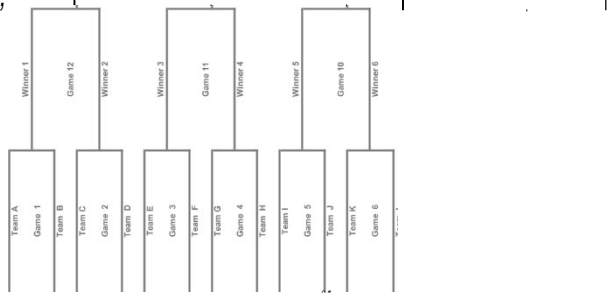 Winner 1
Game 12
Winner 2
Winner 3
Game 11
Winner 4
Winner 5
Game 10
Winner 6
Team A
Game 1
Team B
Team C
Game 2
Team D
Team E
Game 3
Team F
Team G
Game 4
Team H
Team I
Game 5
Team J
Team K
Game 6